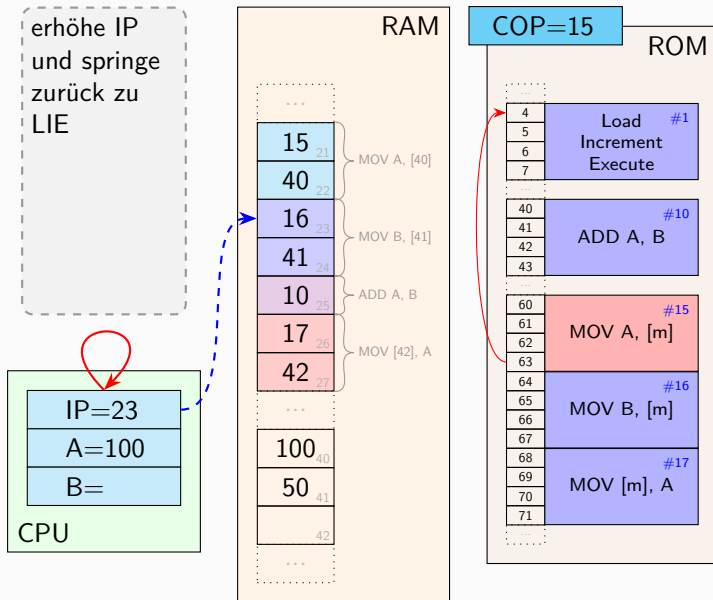 erhöhe IP
und springe
zurück zu
LIE
IP=23
A=100
B=
CPU
RAM
...
15 21
40 22
MOV A, [40]
16 23
41 24
MOV B, [41]
10 25
ADD A, B
17 26
42 27
MOV [42], A
...
100 40
50 41
42
...
COP=15
ROM
...
4
5
6
7
#1
Load
Increment
Execute
...
40
41
42
43
#10
ADD A, B
...
60
61
62
63
#15
MOV A, [m]
64
65
66
67
#16
MOV B, [m]
68
69
70
71
#17
MOV [m], A
...